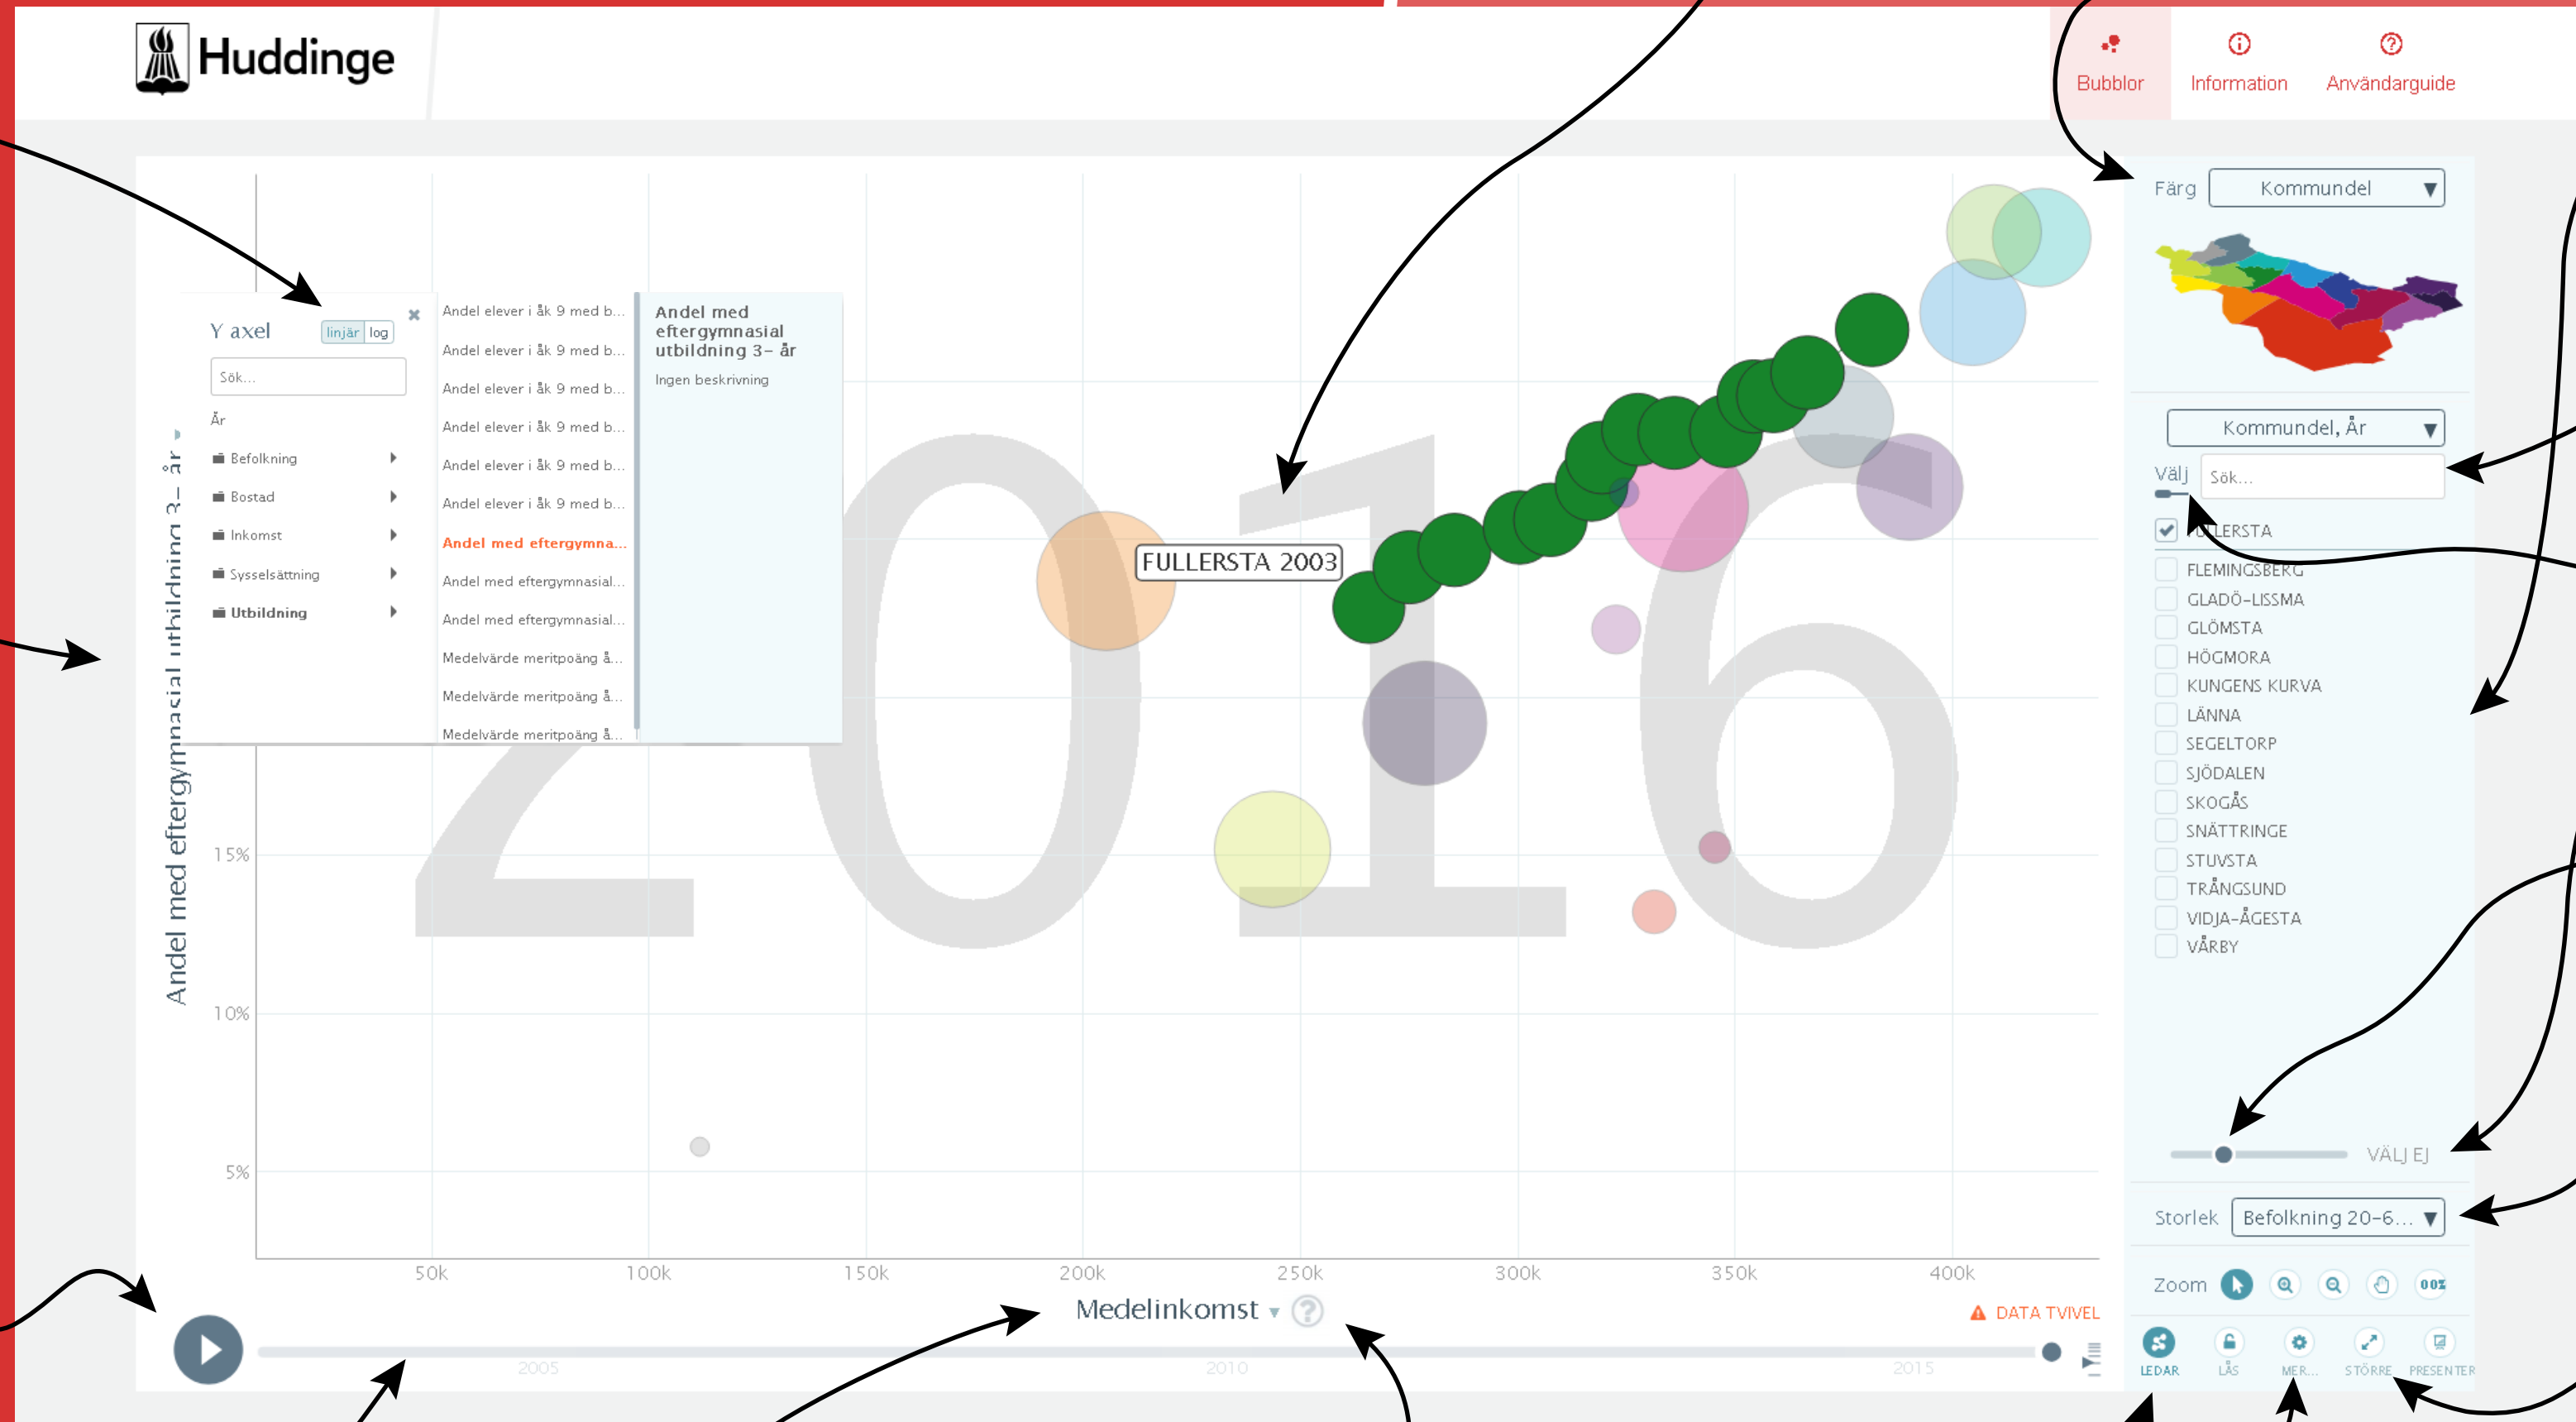 Huddinge
Bubblor
Information
Användarguide
Färg
Kommundel
Kommundel, År
Välj
Sök...
FULLERSTA
FLEMINGSBERG
GLADÖ-LISSMA
GLÖMSTA
HÖGMORA
KUNGENS KURVA
LÄNNA
SEGELTORP
SJÖDALEN
SKOGÅS
SNÄTTRINGE
STUVSTA
TRÅNGSUND
VIDJA-ÅGESTA
VÅRBY
VÄLJ EJ
Storlek
Befolkning 20-6...
Zoom
LEDAR
LÅS
MER...
STÖRRE
PRESENTER
Y axel
linjär
log
Sök...
År
Befolkning
Bostad
Inkomst
Sysselsättning
Utbildning
Andel elever i åk 9 med b...
Andel elever i åk 9 med b...
Andel elever i åk 9 med b...
Andel elever i åk 9 med b...
Andel elever i åk 9 med b...
Andel elever i åk 9 med b...
Andel med eftergymna...
Andel med eftergymnasial...
Andel med eftergymnasial...
Medelvärde meritpoäng å...
Medelvärde meritpoäng å...
Medelvärde meritpoäng å...
Andel med
eftergymnasial
utbildning 3- år
Ingen beskrivning
Andel med eftergymnasial utbildning 3- år
2016
FULLERSTA 2003
15%
10%
5%
50k
100k
150k
200k
250k
300k
350k
400k
Medelinkomst
?
DATA TVIVEL
2005
2010
2015